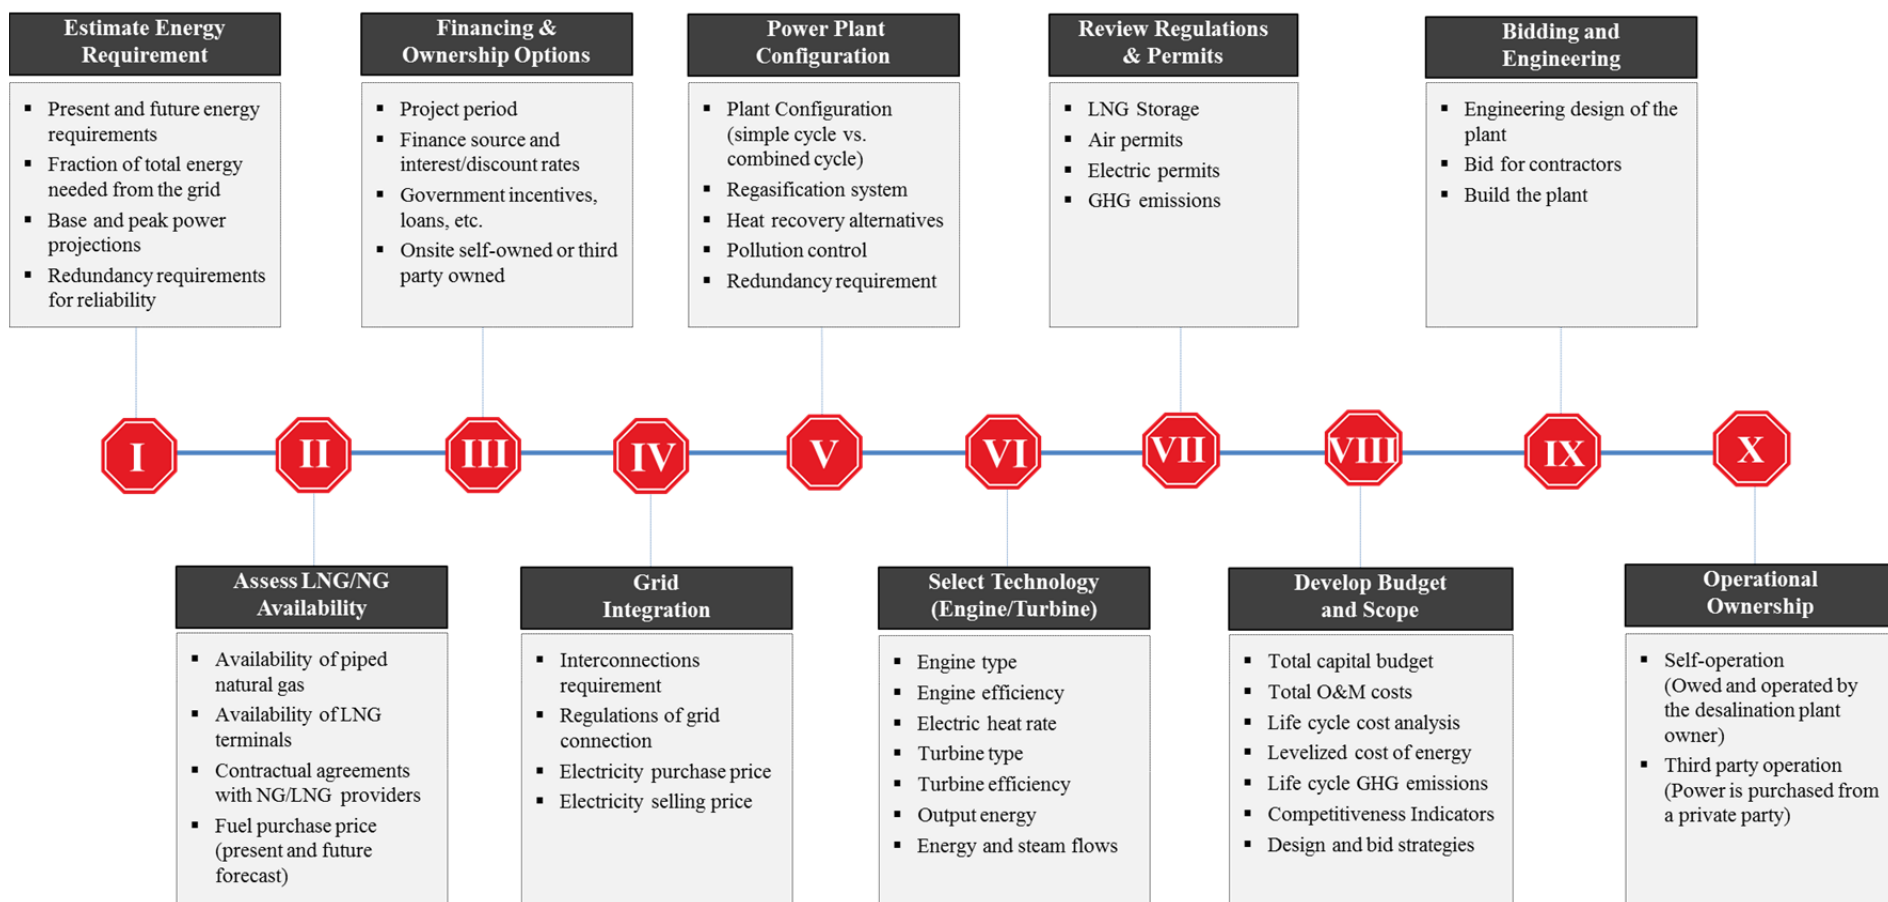 Estimate Energy
Requirement
▪ Present and future energy
requirements
▪ Fraction of total energy
needed from the grid
▪ Base and peak power
projections
▪ Redundancy requirements
for reliability
Financing &
Ownership Options
▪ Project period
▪ Finance source and
interest/discount rates
▪ Government incentives,
loans, etc.
▪ Onsite self-owned or third
party owned
Power Plant
Configuration
▪ Plant Configuration
(simple cycle vs.
combined cycle)
▪ Regasification system
▪ Heat recovery alternatives
▪ Pollution control
▪ Redundancy requirement
Review Regulations
& Permits
▪ LNG Storage
▪ Air permits
▪ Electric permits
▪ GHG emissions
Bidding and
Engineering
▪ Engineering design of the
plant
▪ Bid for contractors
▪ Build the plant
I
II
III
IV
V
VI
VII
VIII
IX
X
Assess LNG/NG
Availability
▪ Availability of piped
natural gas
▪ Availability of LNG
terminals
▪ Contractual agreements
with NG/LNG providers
▪ Fuel purchase price
(present and future
forecast)
Grid
Integration
▪ Interconnections
requirement
▪ Regulations of grid
connection
▪ Electricity purchase price
▪ Electricity selling price
Select Technology
(Engine/Turbine)
▪ Engine type
▪ Engine efficiency
▪ Electric heat rate
▪ Turbine type
▪ Turbine efficiency
▪ Output energy
▪ Energy and steam flows
Develop Budget
and Scope
▪ Total capital budget
▪ Total O&M costs
▪ Life cycle cost analysis
▪ Levelized cost of energy
▪ Life cycle GHG emissions
▪ Competitiveness Indicators
▪ Design and bid strategies
Operational
Ownership
▪ Self-operation
(Owed and operated by
the desalination plant
owner)
▪ Third party operation
(Power is purchased from
a private party)